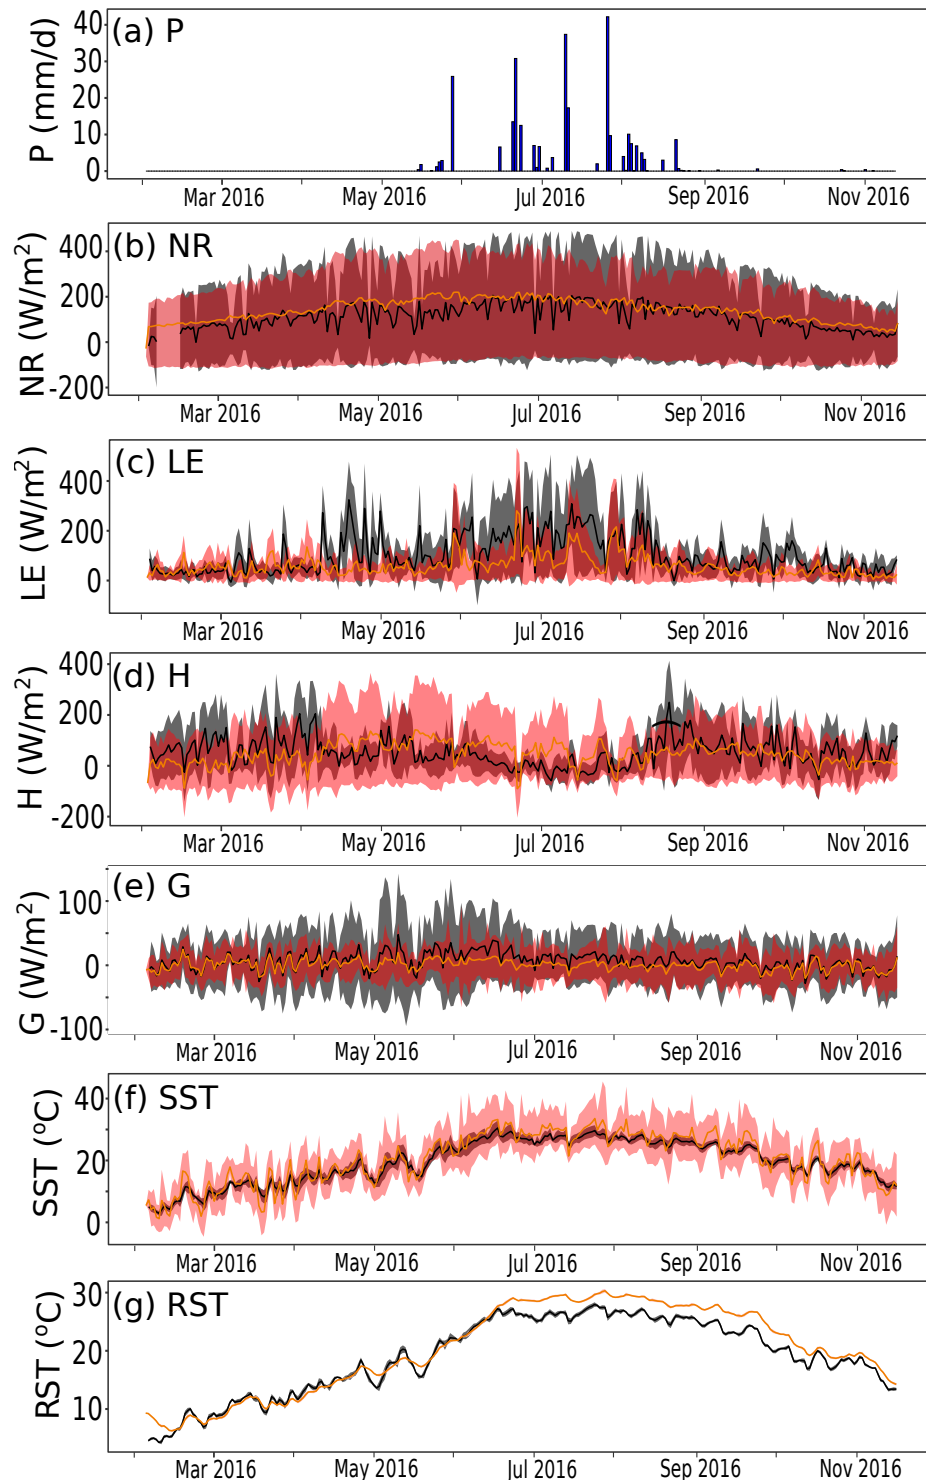 (a) P
P (mm/d)
40
30
20
10
0
Mar 2016 May 2016 Jul 2016 Sep 2016 Nov 2016
(b) NR
NR (W/m²)
400
200
0
-200
Mar 2016 May 2016 Jul 2016 Sep 2016 Nov 2016
(c) LE
LE (W/m²)
400
200
0
Mar 2016 May 2016 Jul 2016 Sep 2016 Nov 2016
(d) H
H (W/m²)
400
200
0
-200
Mar 2016 May 2016 Jul 2016 Sep 2016 Nov 2016
(e) G
G (W/m²)
100
0
-100
Mar 2016 May 2016 Jul 2016 Sep 2016 Nov 2016
(f) SST
SST (ºC)
40
20
0
Mar 2016 May 2016 Jul 2016 Sep 2016 Nov 2016
(g) RST
RST (ºC)
30
20
10
Mar 2016 May 2016 Jul 2016 Sep 2016 Nov 2016